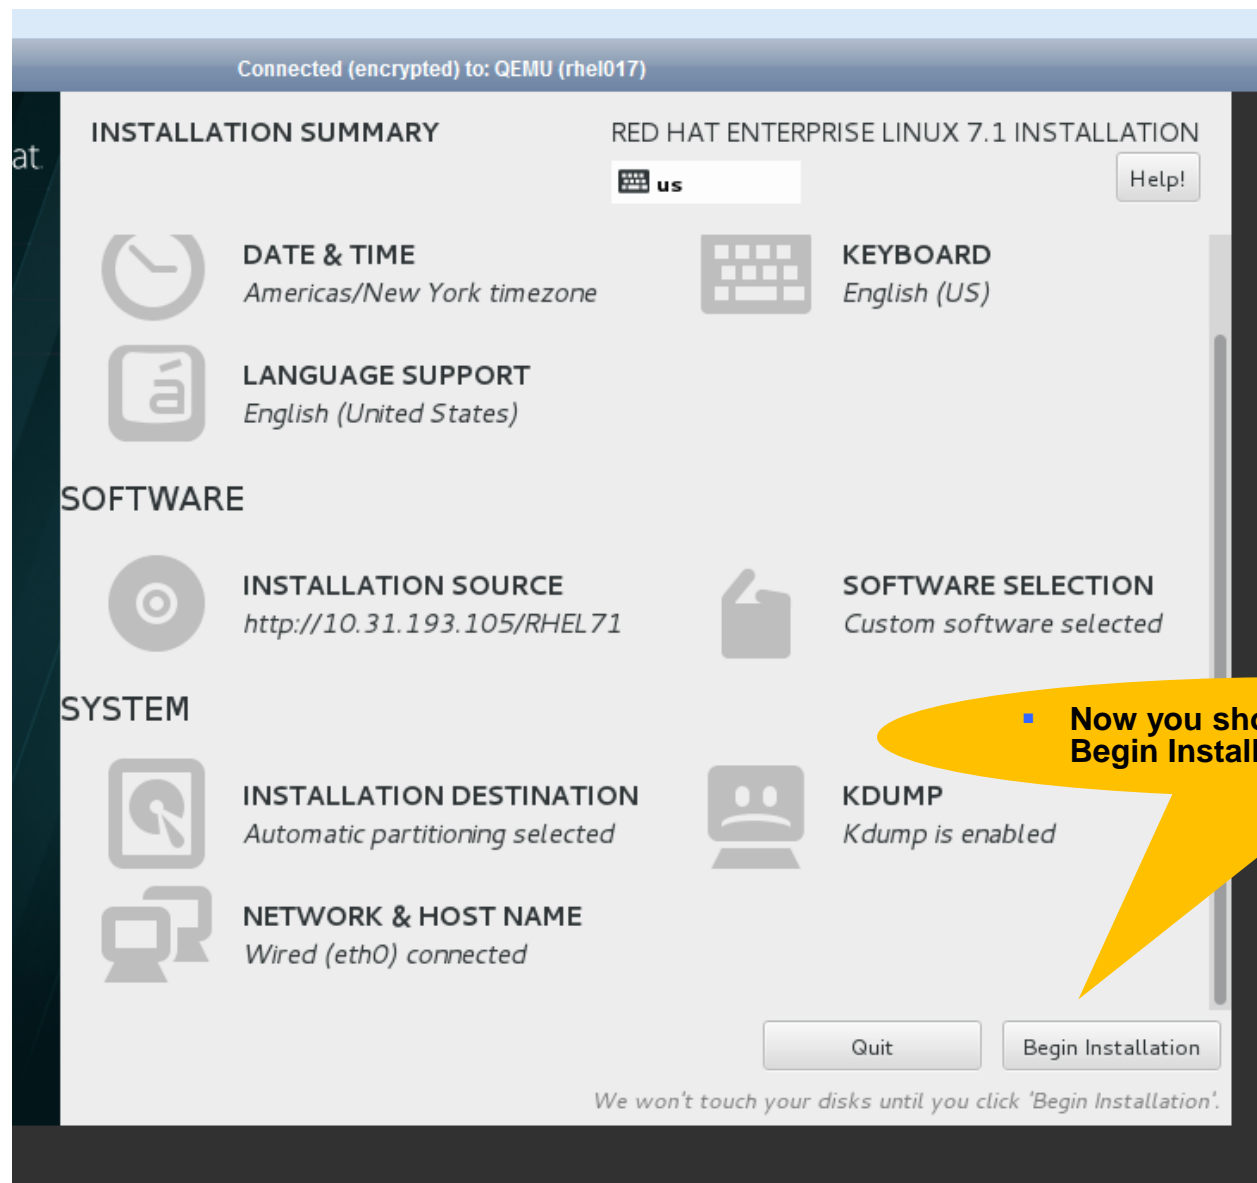 Connected (encrypted) to: QEMU (rhel017)
at
INSTALLATION SUMMARY
RED HAT ENTERPRISE LINUX 7.1 INSTALLATION
us
Help!
DATE & TIME
Americas/New York timezone
KEYBOARD
English (US)
LANGUAGE SUPPORT
English (United States)
SOFTWARE
INSTALLATION SOURCE
http://10.31.193.105/RHEL71
SOFTWARE SELECTION
Custom software selected
SYSTEM
Now you sho
Begin Install
INSTALLATION DESTINATION
Automatic partitioning selected
KDUMP
Kdump is enabled
NETWORK & HOST NAME
Wired (eth0) connected
Quit
Begin Installation
We won't touch your disks until you click 'Begin Installation'.